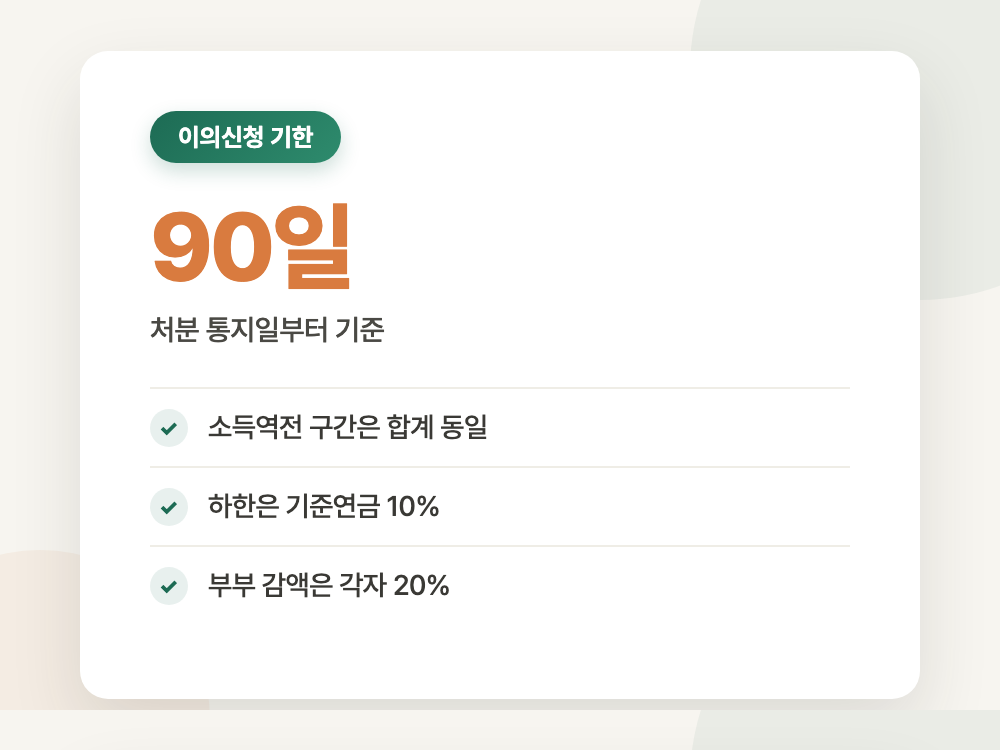 이의신청 기한
90일
처분 통지일부터 기준
소득역전 구간은 합계 동일
하한은 기준연금 10%
부부 감액은 각자 20%